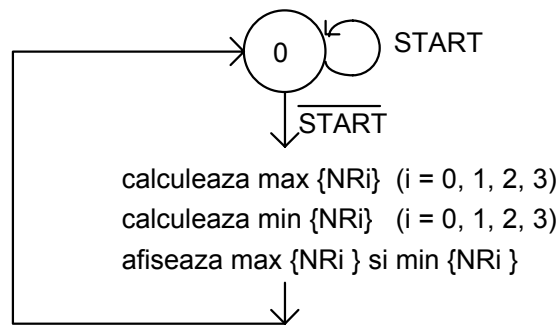 0
START
S̅T̅A̅R̅T̅
calculeaza max {NRi} (i = 0, 1, 2, 3)
calculeaza min {NRi} (i = 0, 1, 2, 3)
afiseaza max {NRi } si min {NRi }